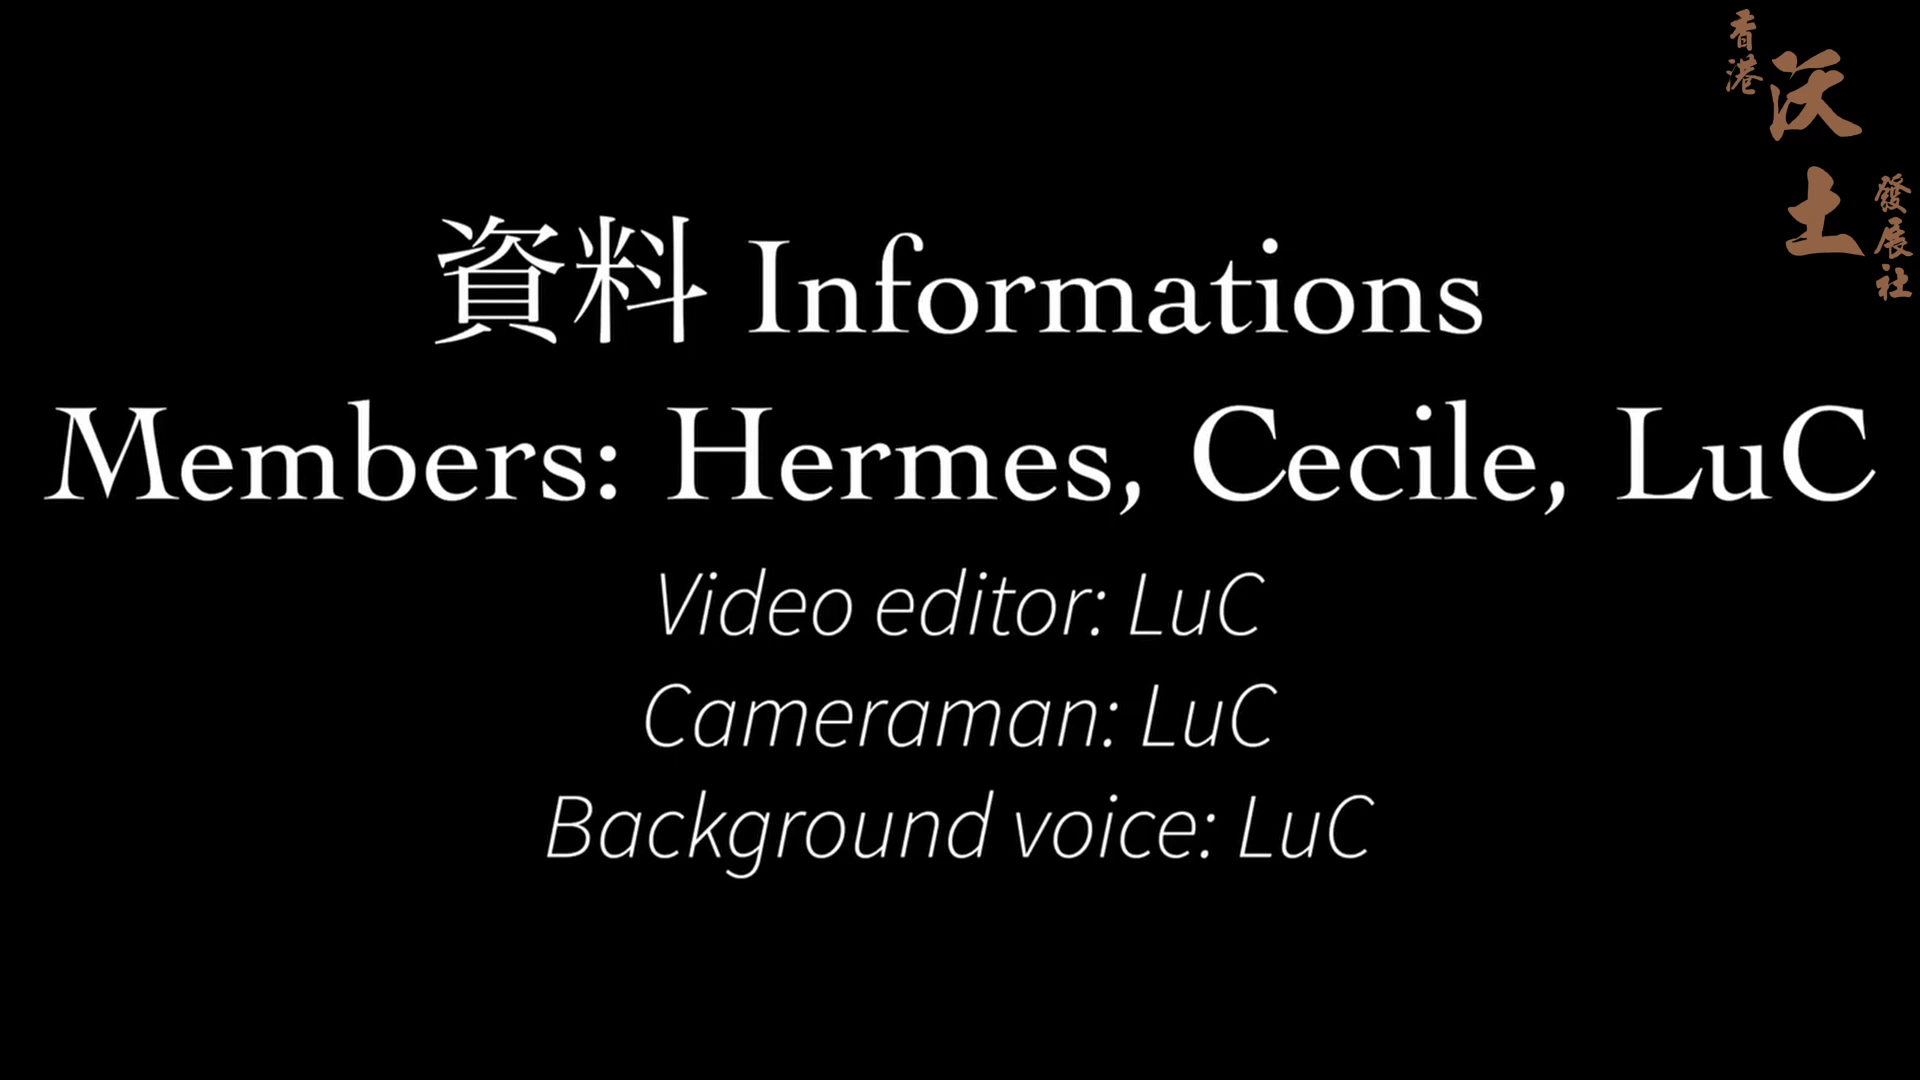 資料 Informations
Members: Hermes, Cecile, LuC
Video editor: LuC
Cameraman: LuC
Background voice: LuC
香港
沃土
發展社